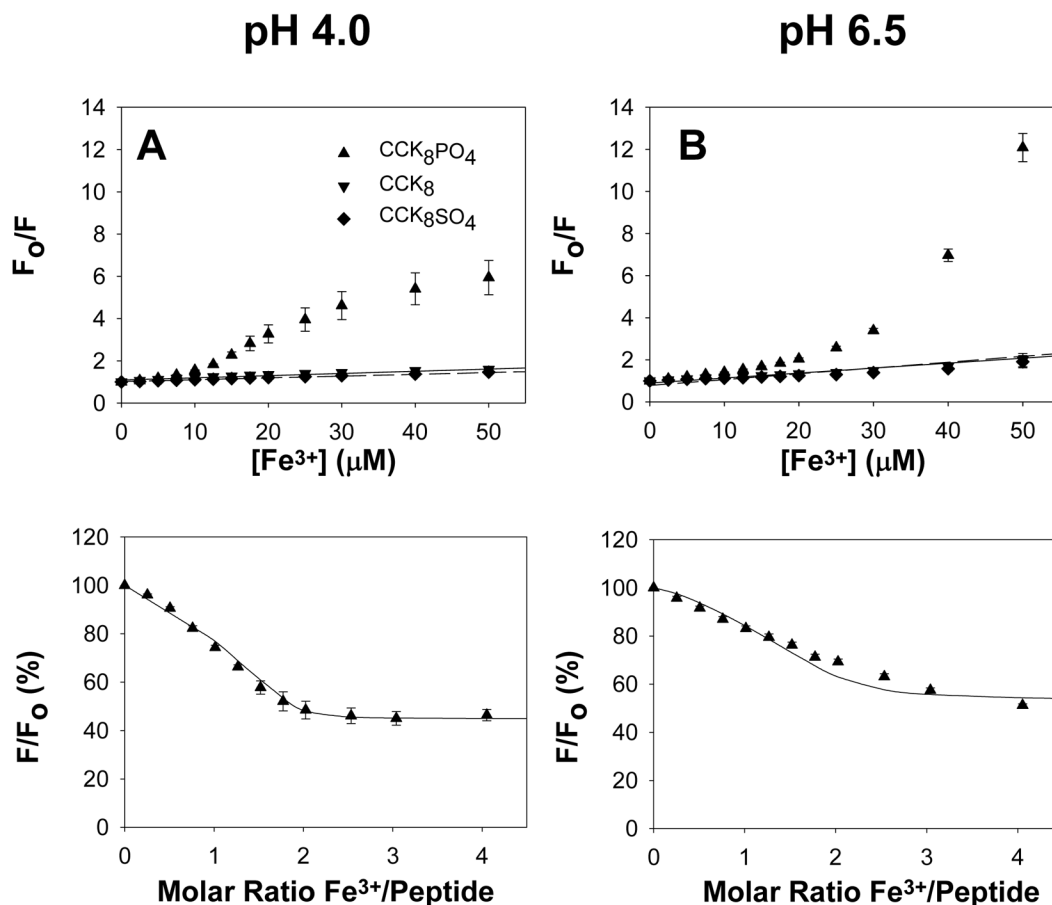 pH 4.0
pH 6.5
A
CCK₈PO₄
CCK₈
CCK₈SO₄
Fₒ/F
14
12
10
8
6
4
2
0
0 10 20 30 40 50
[Fe³⁺] (μM)
B
Fₒ/F
14
12
10
8
6
4
2
0
0 10 20 30 40 50
[Fe³⁺] (μM)
F/Fₒ (%)
120
100
80
60
40
20
0
0 1 2 3 4
Molar Ratio Fe³⁺/Peptide
F/Fₒ (%)
120
100
80
60
40
20
0
0 1 2 3 4
Molar Ratio Fe³⁺/Peptide